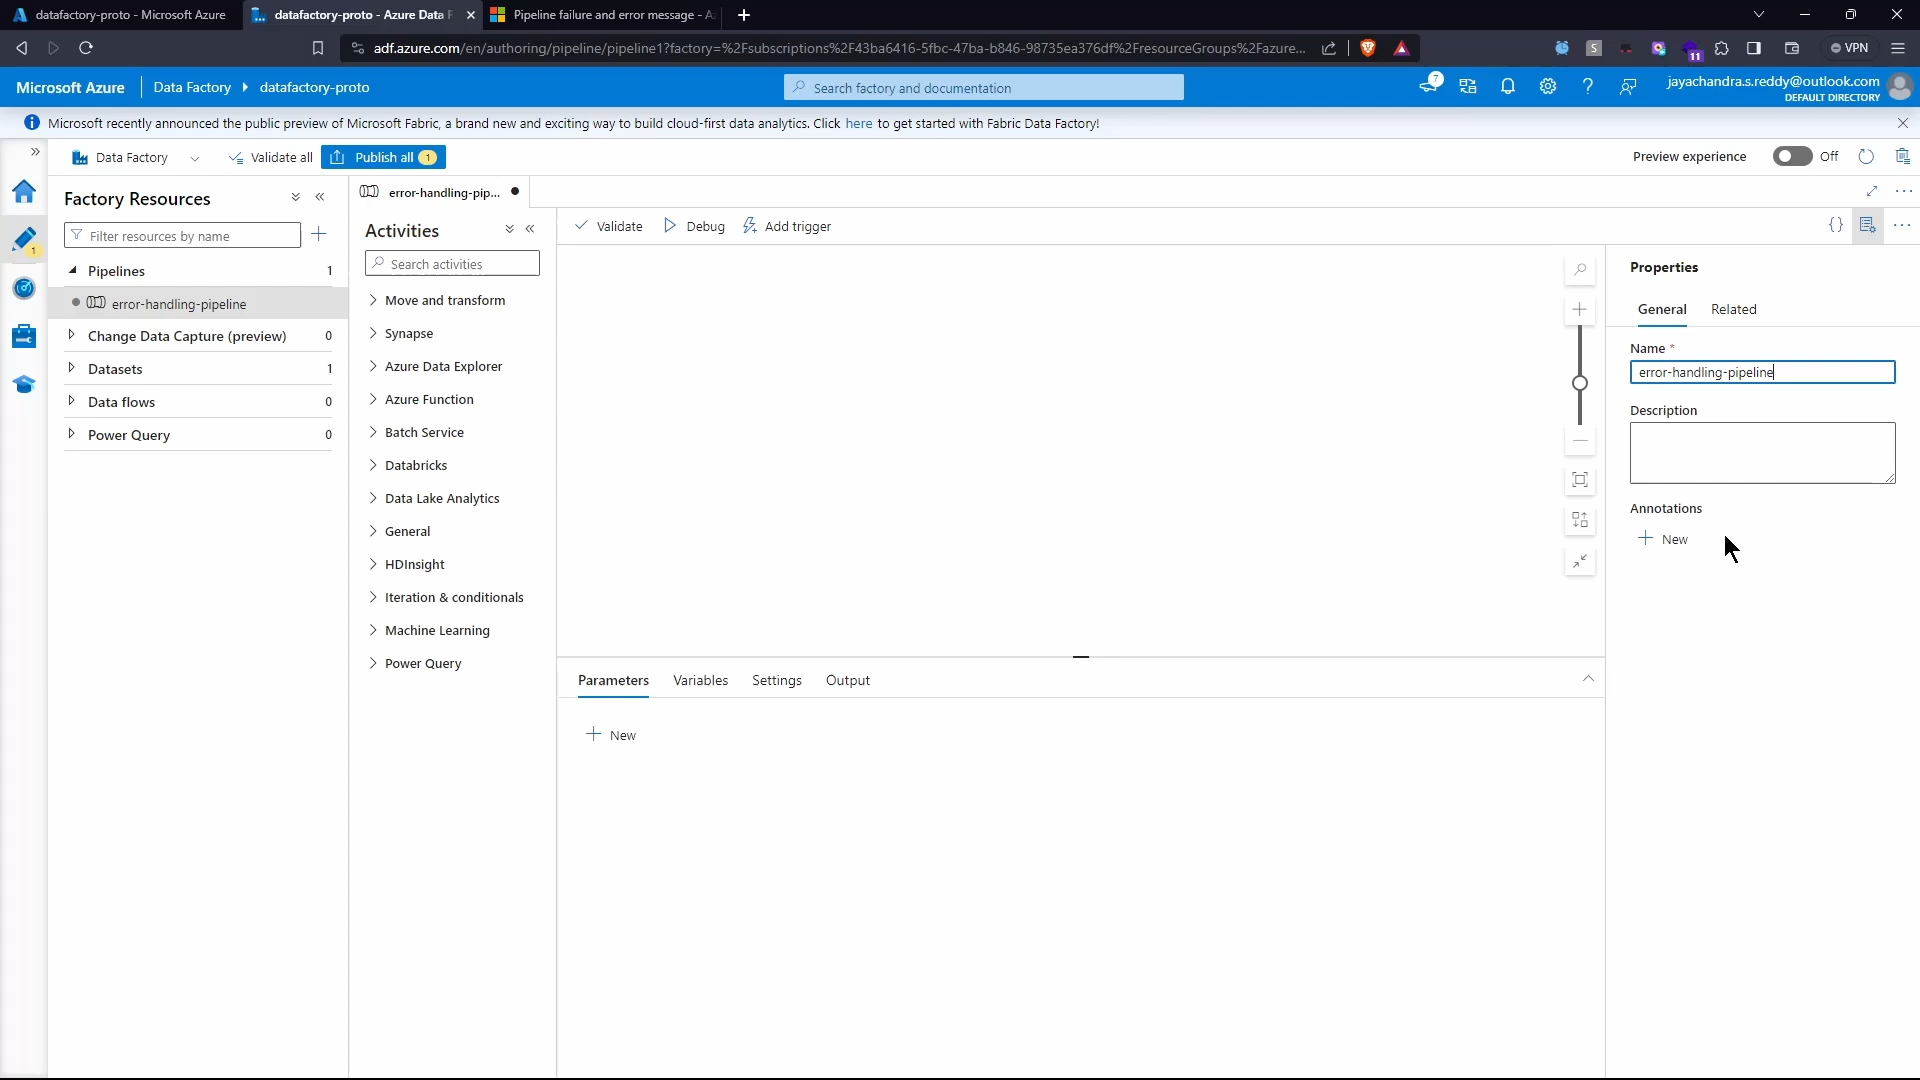 datafactory-proto - Microsoft Azure
datafactory-proto - Azure Data F
Pipeline failure and error message - A
adf.azure.com/en/authoring/pipeline/pipeline1?factory=%2Fsubscriptions%2F43ba6416-5fbc-47ba-b846-98735ea376df%2FresourceGroups%2Fazure...
S
11
VPN
Microsoft Azure
Data Factory
datafactory-proto
Search factory and documentation
7
jayachandra.s.reddy@outlook.com
DEFAULT DIRECTORY
Microsoft recently announced the public preview of Microsoft Fabric, a brand new and exciting way to build cloud-first data analytics. Click here to get started with Fabric Data Factory!
Data Factory
Validate all
Publish all 1
Preview experience
Off
Factory Resources
error-handling-pip...
1
Filter resources by name
Activities
Validate
Debug
Add trigger
{}
Search activities
Pipelines 1
error-handling-pipeline
Change Data Capture (preview) 0
Datasets 1
Data flows 0
Power Query 0
Move and transform
Synapse
Azure Data Explorer
Azure Function
Batch Service
Databricks
Data Lake Analytics
General
HDInsight
Iteration & conditionals
Machine Learning
Power Query
Parameters
Variables
Settings
Output
New
Properties
General
Related
Name *
error-handling-pipeline
Description
Annotations
New